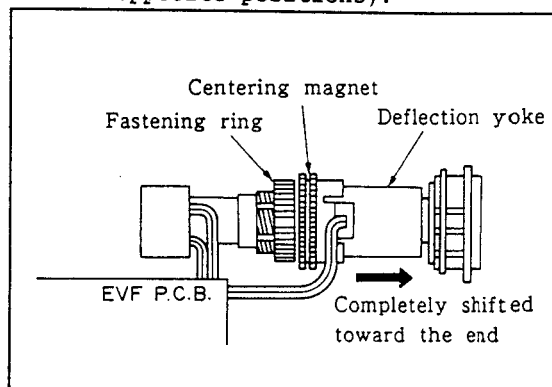 Centering magnet
Fastening ring
Deflection yoke
EVF P.C.B.
Completely shifted
toward the end